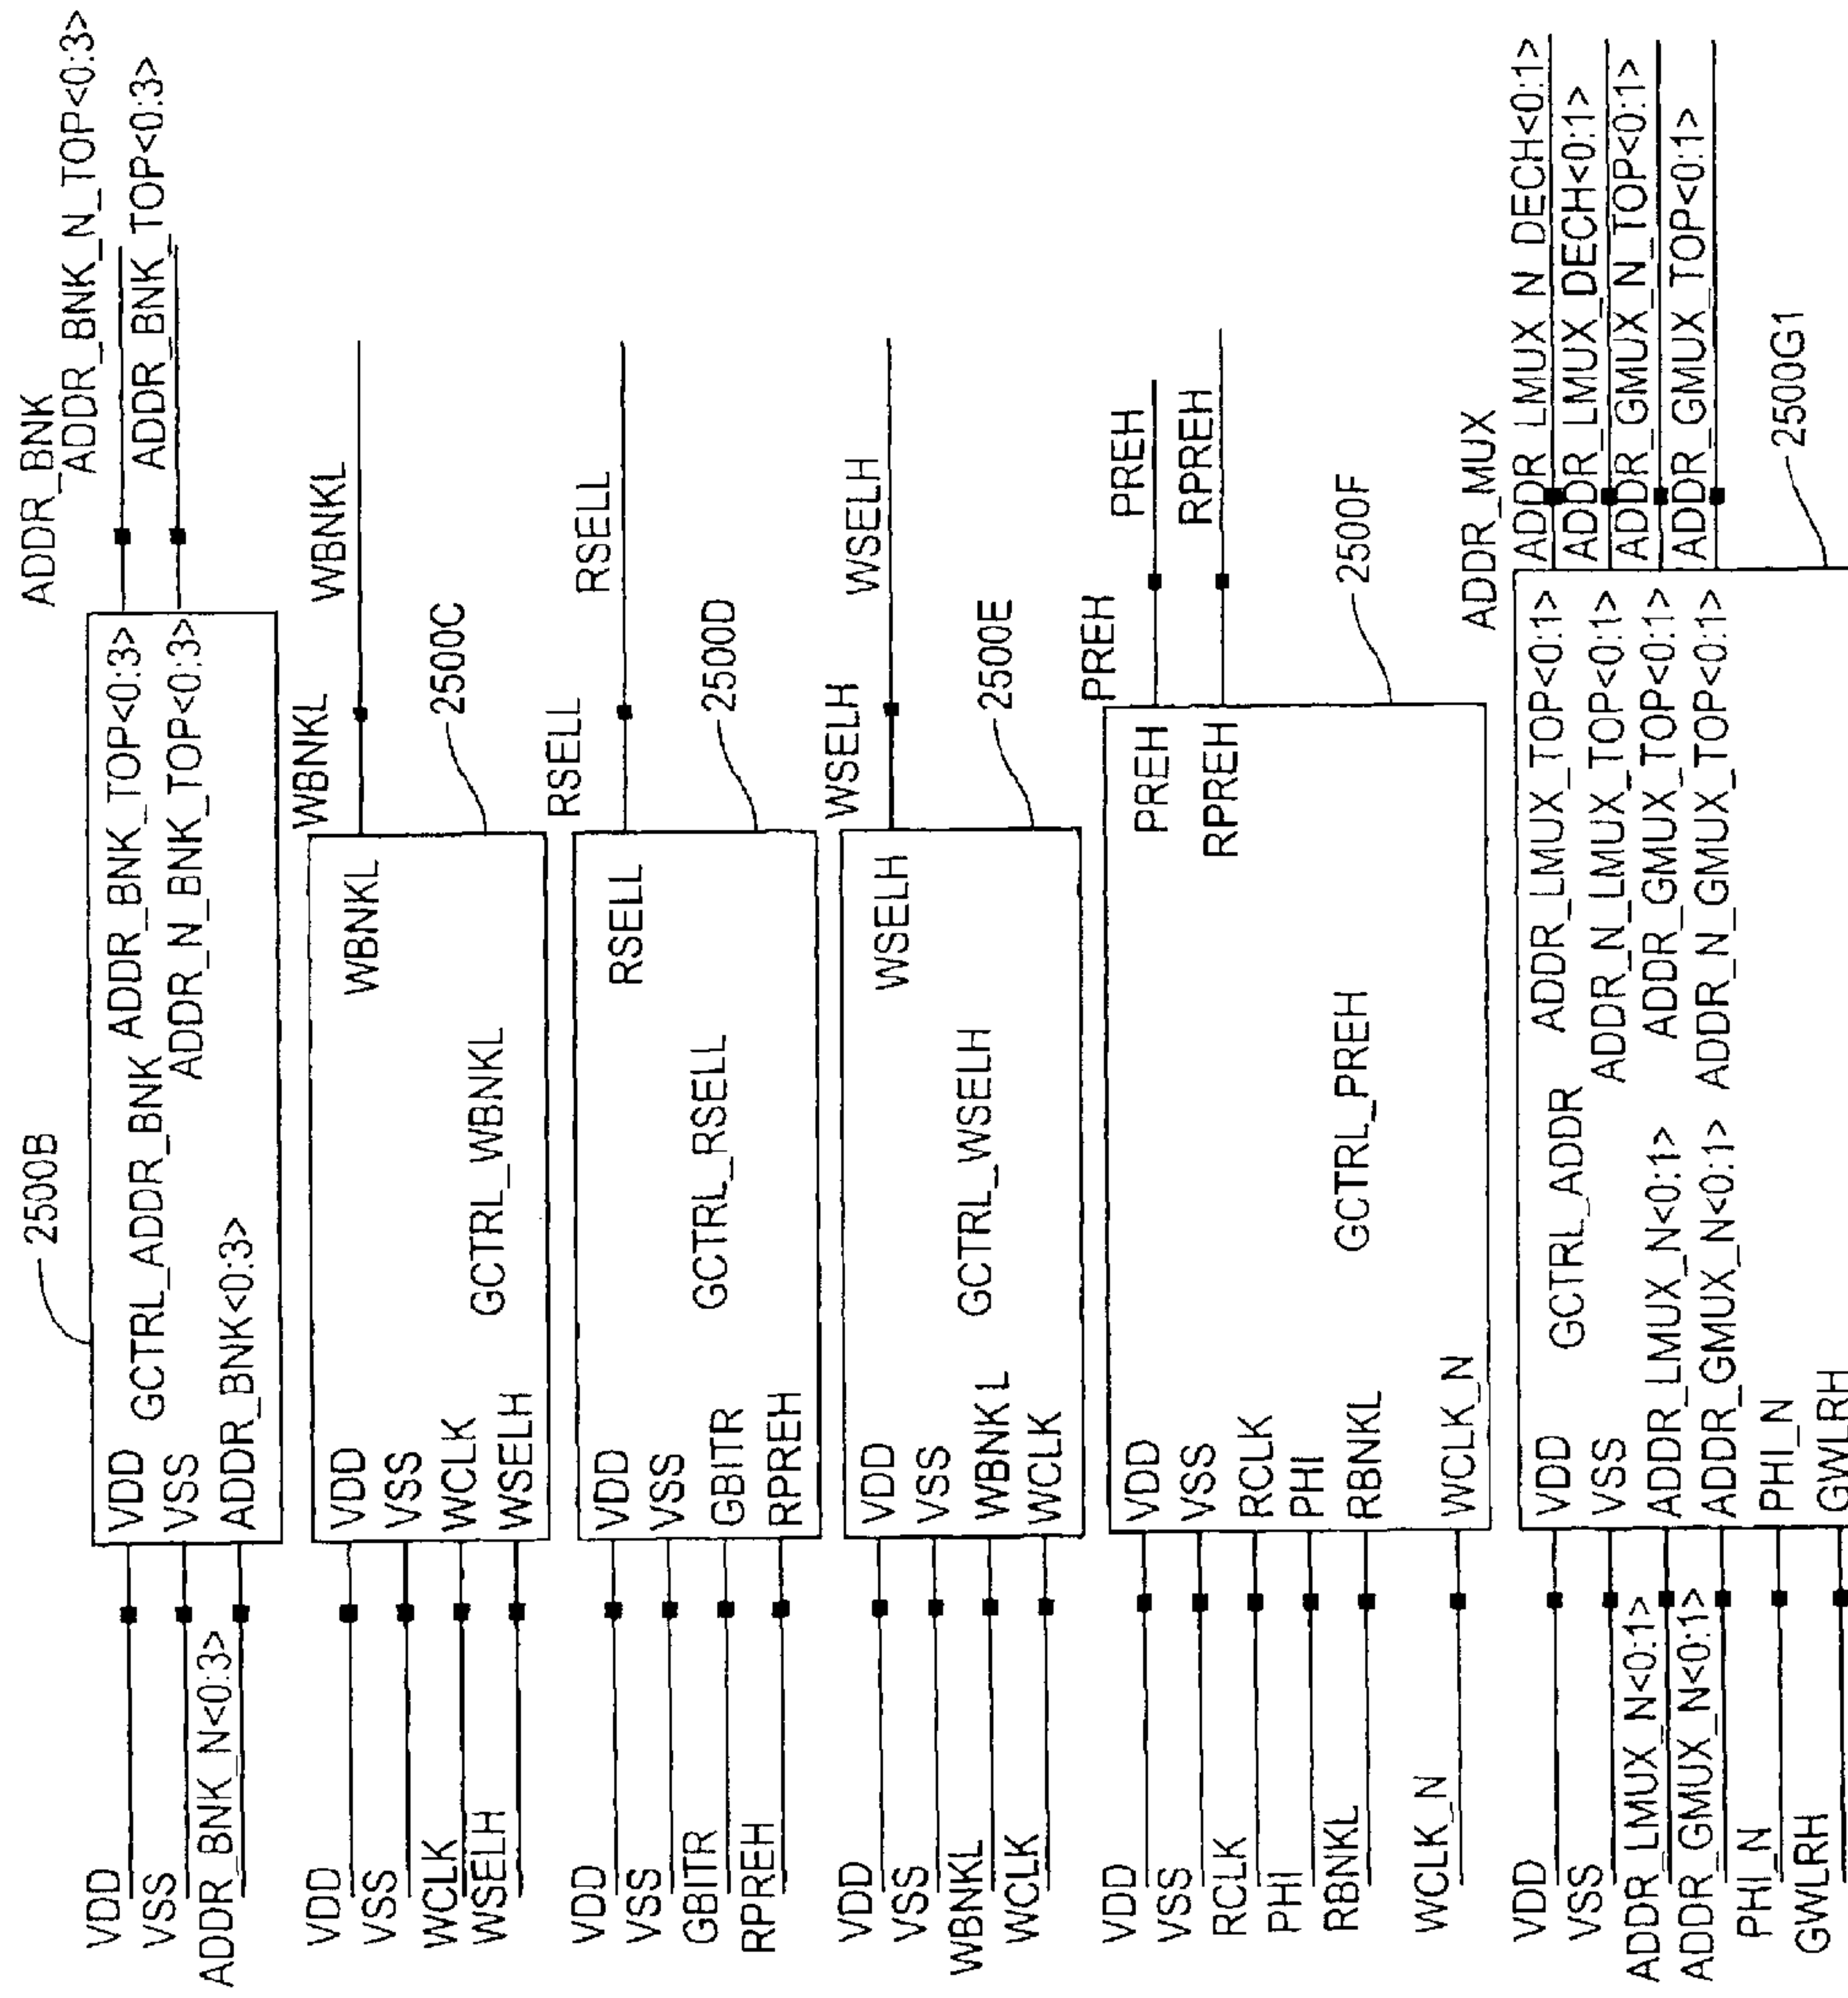 2500B
ADDR_BNK
ADDR_BNK_N_TOP<0:3>
ADDR_BNK_TOP<0:3>
VDD
VSS
ADDR_BNK_N<0:3>
VDD
VSS
ADDR_BNK<0:3>
GCTRL_ADDR_BNK
ADDR_BNK_TOP<0:3>
ADDR_N_BNK_TOP<0:3>
VDD
VSS
WCLK
WSELH
VDD
VSS
WCLK
WSELH
GCTRL_WBNKL
WBNKL
WBNKL
WBNKL
2500C
VDD
VSS
GBITR
RPREH
VDD
VSS
GBITR
RPREH
GCTRL_RSELL
RSELL
RSELL
RSELL
2500D
VDD
VSS
WBNKL
WCLK
VDD
VSS
WBNKL
WCLK
GCTRL_WSELH
WSELH
WSELH
WSELH
2500E
VDD
VSS
RCLK
PHI
RBNKL
WCLK_N
VDD
VSS
RCLK
PHI
RBNKL
WCLK_N
GCTRL_PREH
PREH
RPREH
PREH
PREH
RPREH
2500F
VDD
VSS
ADDR_LMUX_N<0:1>
ADDR_GMUX_N<0:1>
PHI_N
GWLRH
VDD
VSS
ADDR_LMUX_N<0:1>
ADDR_GMUX_N<0:1>
PHI_N
GWLRH
GCTRL_ADDR
ADDR_LMUX_TOP<0:1>
ADDR_N_LMUX_TOP<0:1>
ADDR_GMUX_TOP<0:1>
ADDR_N_GMUX_TOP<0:1>
ADDR_MUX
ADDR_LMUX_N_DECH<0:1>
ADDR_LMUX_DECH<0:1>
ADDR_GMUX_N_TOP<0:1>
ADDR_GMUX_TOP<0:1>
2500G1